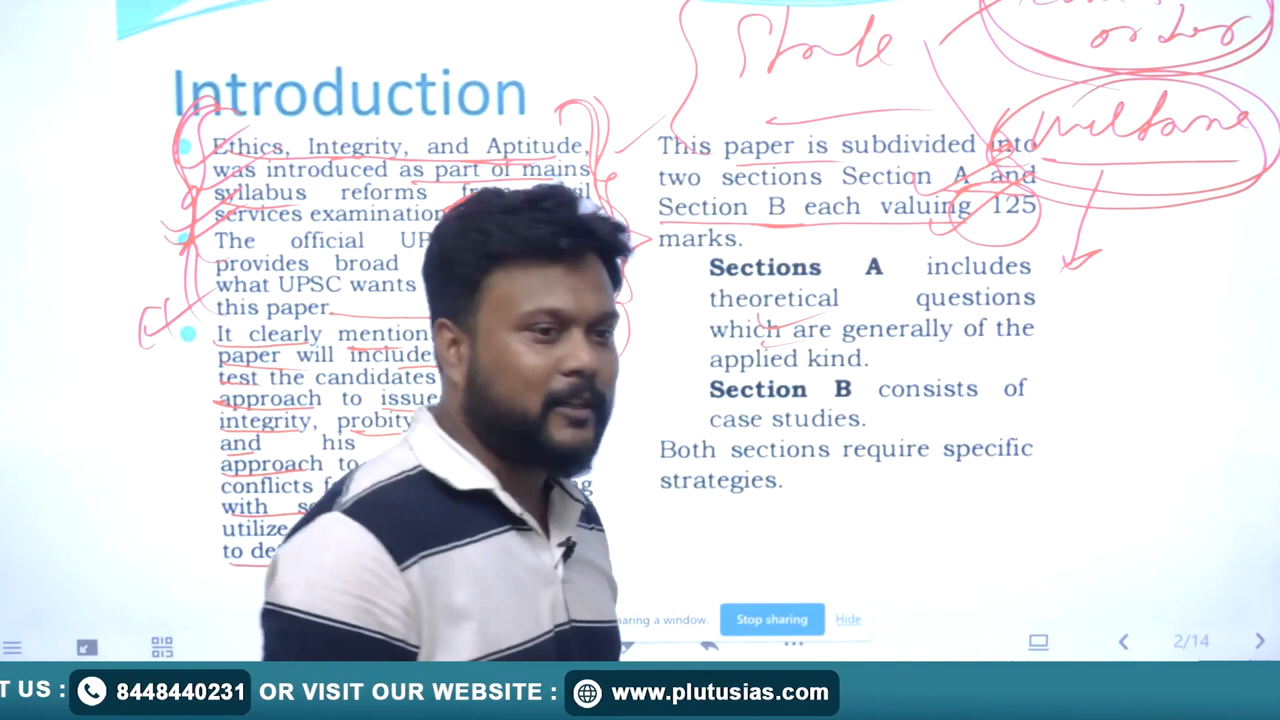 Introduction
Ethics, Integrity, and Aptitude,
was introduced as part of mains
syllabus reforms
services examination
The official
provides broad
what UPSC wants
this paper.
It clearly
paper will include
test the candidates
approach to
integrity, probity
and his
approach to
conflicts
with
utilize
to
State
order
welfare
This paper is subdivided into
two sections Section A and
Section B each valuing 125
marks.
Sections A includes
theoretical questions
which are generally of the
applied kind.
Section B consists of
case studies.
Both sections require specific
strategies.
a window.
Stop sharing
Hide
2/14
T US : 8448440231 OR VISIT OUR WEBSITE : www.plutusias.com